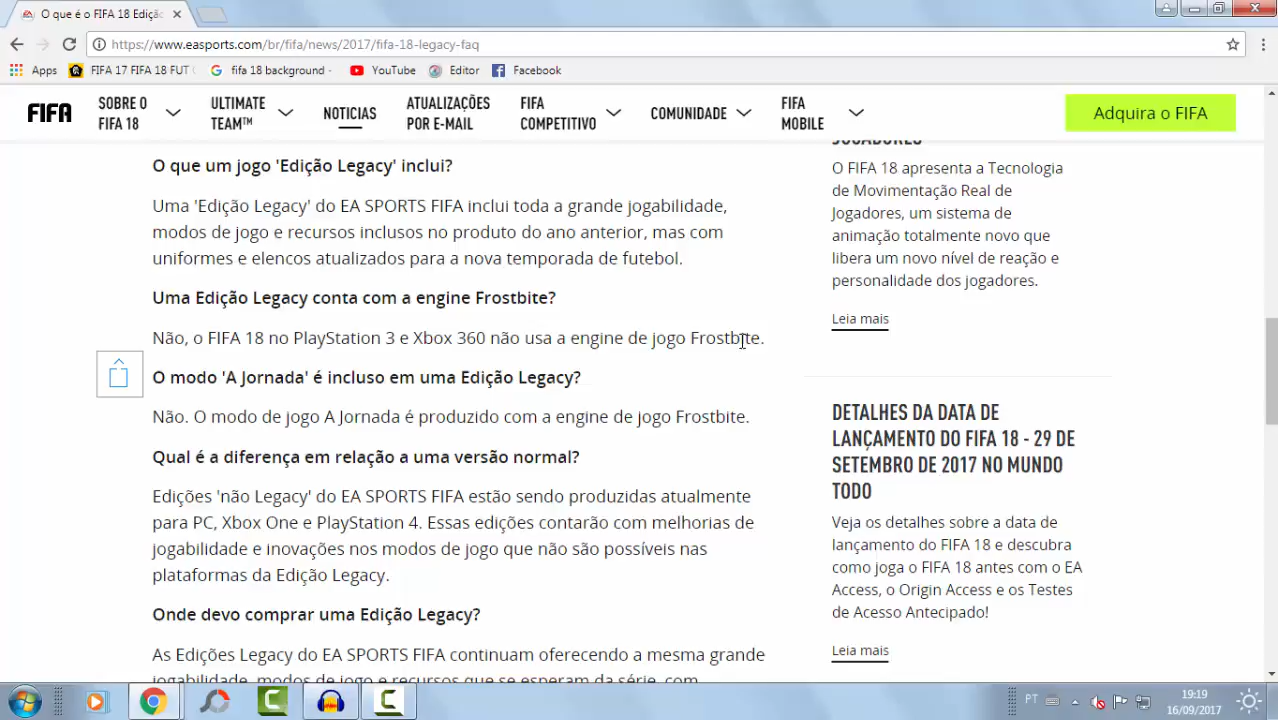 O que é o FIFA 18 Ediçã
https://www.easports.com/br/fifa/news/2017/fifa-18-legacy-faq
Apps FIFA 17 FIFA 18 FUT fifa 18 background - YouTube Editor Facebook
FIFA
SOBRE O
FIFA 18
ULTIMATE
TEAM™
NOTICIAS
ATUALIZAÇÕES
POR E-MAIL
FIFA
COMPETITIVO
COMUNIDADE
FIFA
MOBILE
Adquira o FIFA
O que um jogo 'Edição Legacy' inclui?
Uma 'Edição Legacy' do EA SPORTS FIFA inclui toda a grande jogabilidade,
modos de jogo e recursos inclusos no produto do ano anterior, mas com
uniformes e elencos atualizados para a nova temporada de futebol.
Uma Edição Legacy conta com a engine Frostbite?
Não, o FIFA 18 no PlayStation 3 e Xbox 360 não usa a engine de jogo Frostbite.
O modo 'A Jornada' é incluso em uma Edição Legacy?
Não. O modo de jogo A Jornada é produzido com a engine de jogo Frostbite.
Qual é a diferença em relação a uma versão normal?
Edições 'não Legacy' do EA SPORTS FIFA estão sendo produzidas atualmente
para PC, Xbox One e PlayStation 4. Essas edições contarão com melhorias de
jogabilidade e inovações nos modos de jogo que não são possíveis nas
plataformas da Edição Legacy.
Onde devo comprar uma Edição Legacy?
As Edições Legacy do EA SPORTS FIFA continuam oferecendo a mesma grande
jogabilidade, modos de jogo e recursos que se esperam da série, com
JOGADORES
O FIFA 18 apresenta a Tecnologia
de Movimentação Real de
Jogadores, um sistema de
animação totalmente novo que
libera um novo nível de reação e
personalidade dos jogadores.
Leia mais
DETALHES DA DATA DE
LANÇAMENTO DO FIFA 18 - 29 DE
SETEMBRO DE 2017 NO MUNDO
TODO
Veja os detalhes sobre a data de
lançamento do FIFA 18 e descubra
como joga o FIFA 18 antes com o EA
Access, o Origin Access e os Testes
de Acesso Antecipado!
Leia mais
PT
19:19
16/09/2017